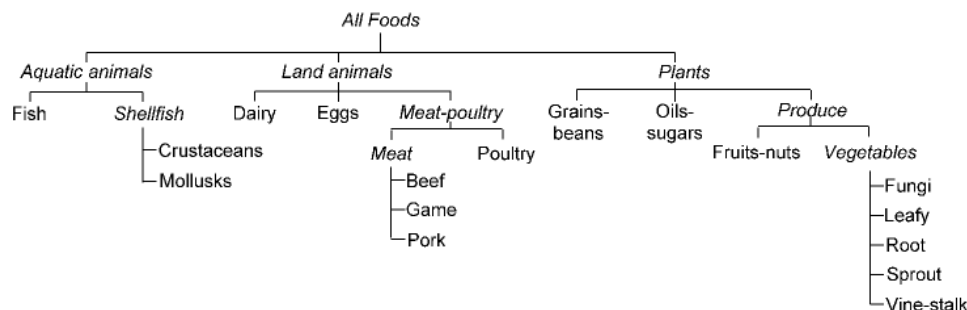 All Foods
Aquatic animals
Land animals
Plants
Fish
Shellfish
Dairy
Eggs
Meat-poultry
Grains-
beans
Oils-
sugars
Produce
Crustaceans
Mollusks
Meat
Poultry
Fruits-nuts
Vegetables
Beef
Game
Pork
Fungi
Leafy
Root
Sprout
Vine-stalk